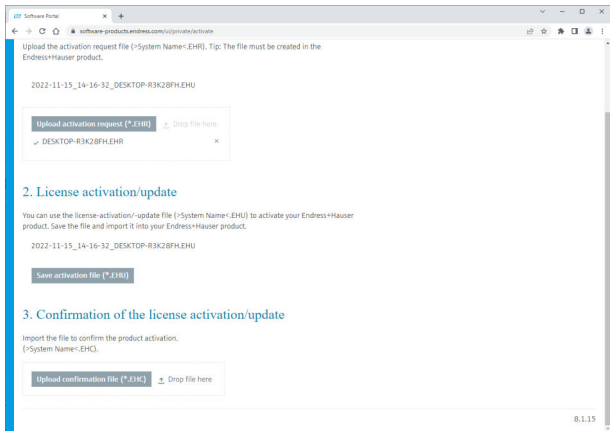 Software Portal
software-products.endress.com/ui/private/activate
Upload the activation request file (>System Name<.EHR). Tip: The file must be created in the
Endress+Hauser product.
2022-11-15_14-16-32_DESKTOP-R3K28FH.EHU
Upload activation request (*.EHR) Drop file here
DESKTOP-R3K28FH.EHR
2. License activation/update
You can use the license-activation/-update file (>System Name<.EHU) to activate your Endress+Hauser
product. Save the file and import it into your Endress+Hauser product.
2022-11-15_14-16-32_DESKTOP-R3K28FH.EHU
Save activation file (*.EHU)
3. Confirmation of the license activation/update
Import the file to confirm the product activation.
(>System Name<.EHC).
Upload confirmation file (*.EHC) Drop file here
8.1.15